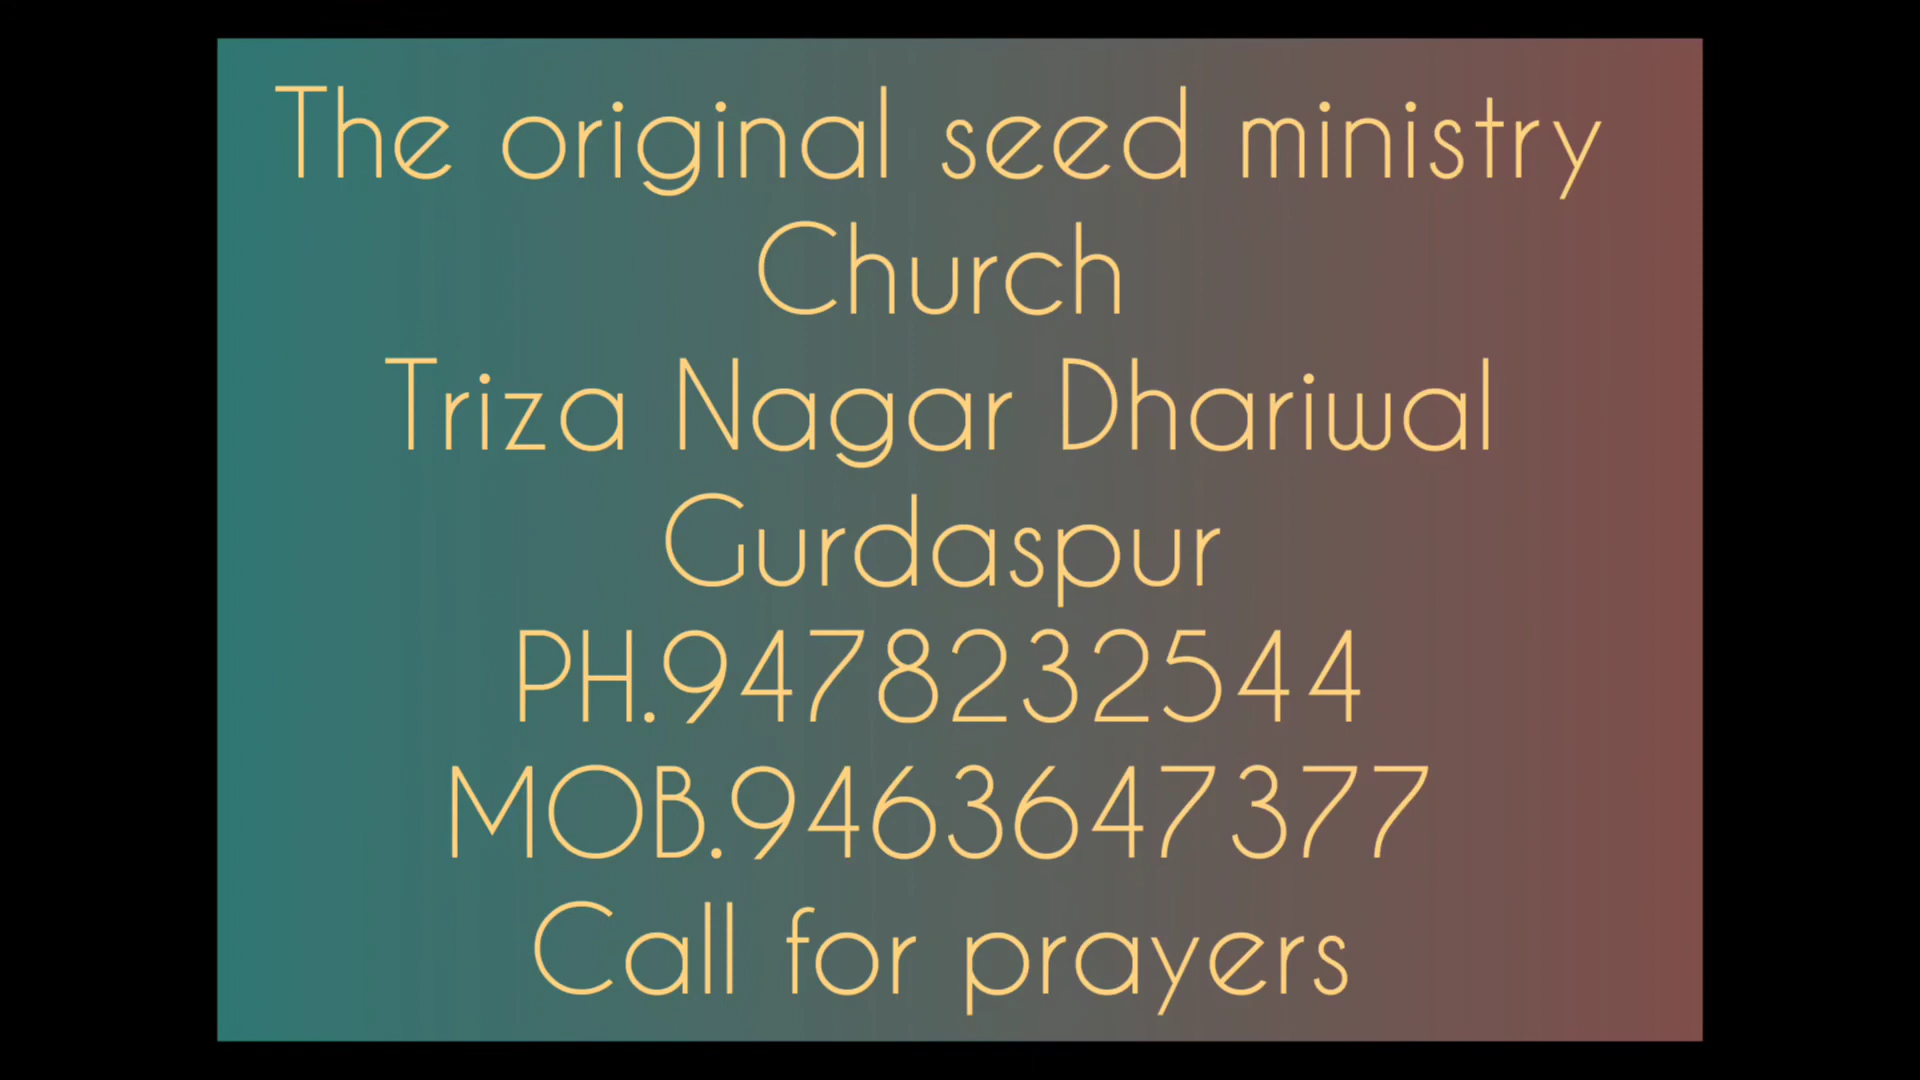 The original seed ministry
Church
Triza Nagar Dhariwal
Gurdaspur
PH.9478232544
MOB.9463647377
Call for prayers